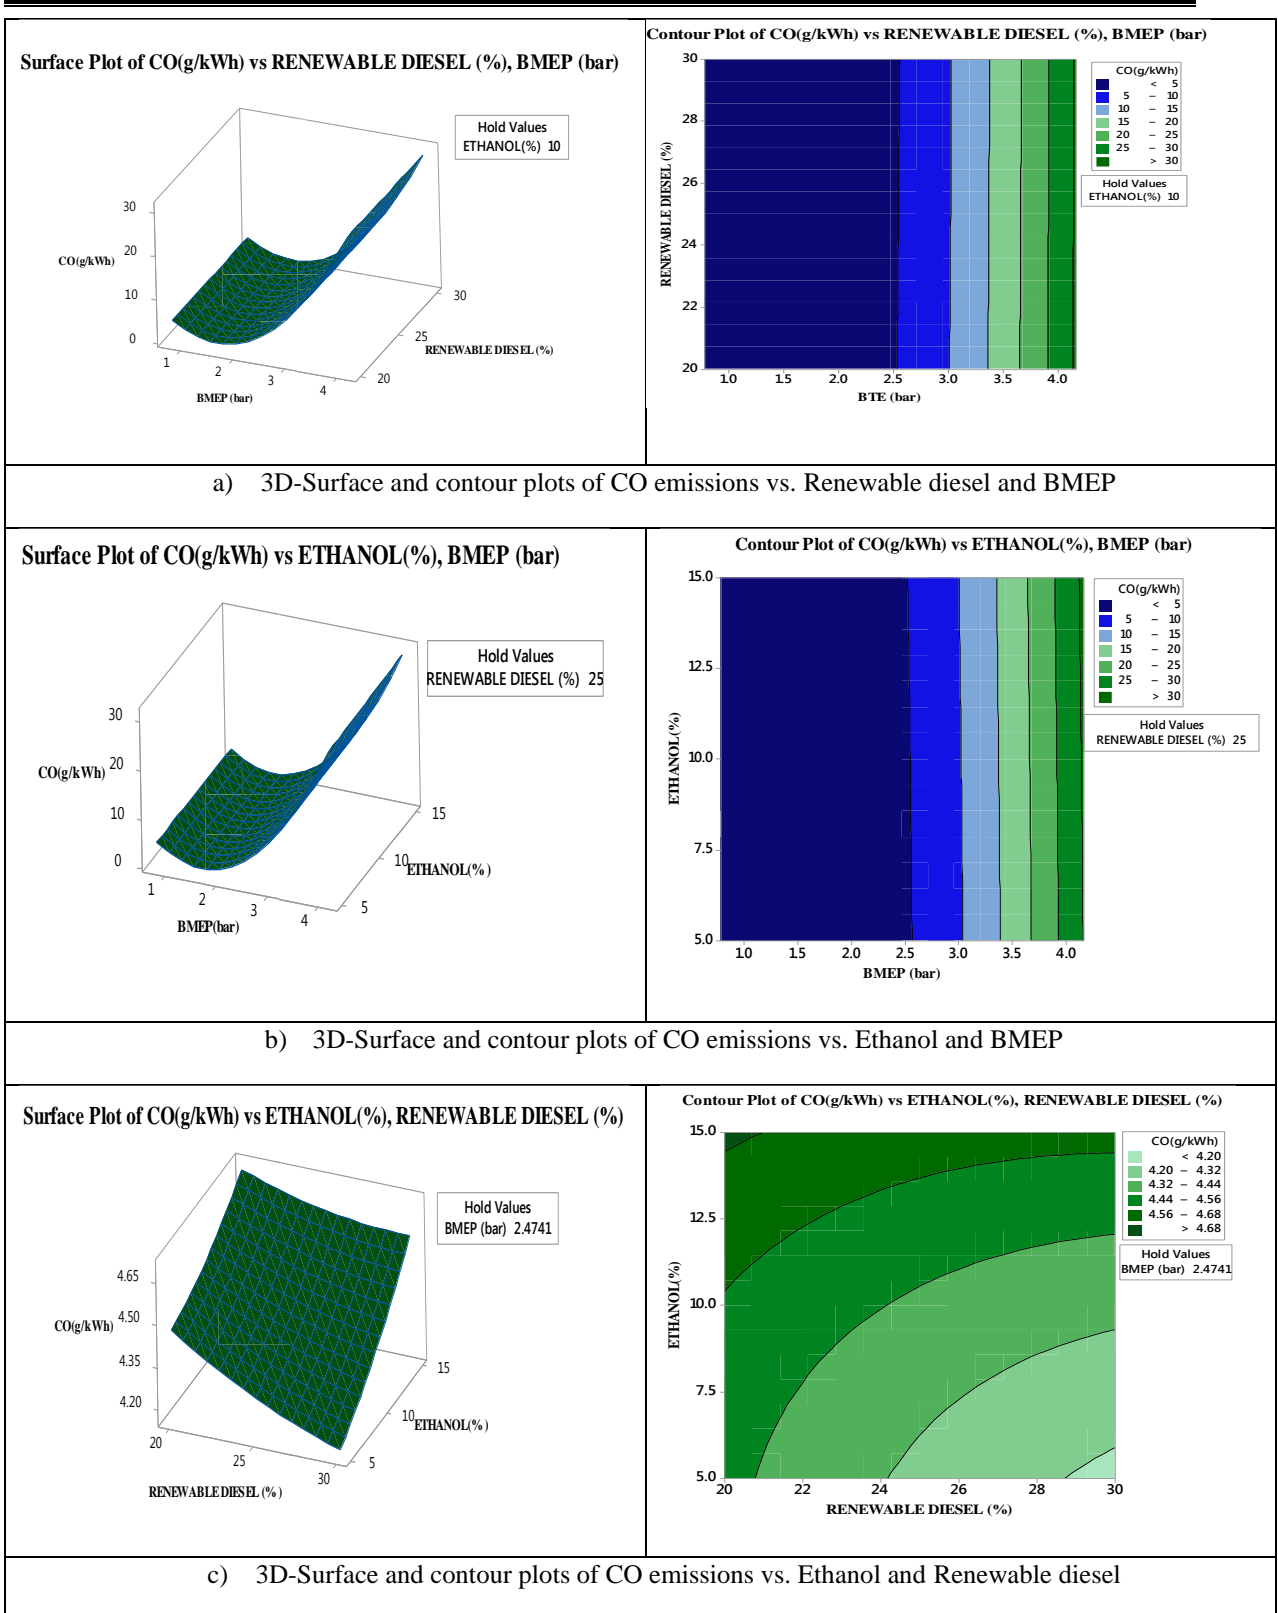 Surface Plot of CO(g/kWh) vs RENEWABLE DIESEL (%), BMEP (bar)
Hold Values
ETHANOL(%) 10
30
20
10
0
CO(g/kWh)
1
2
3
4
BMEP (bar)
30
25
20
RENEWABLE DIESEL (%)
Contour Plot of CO(g/kWh) vs RENEWABLE DIESEL (%), BMEP (bar)
30
28
26
24
22
20
RENEWABLE DIESEL (%)
1.0 1.5 2.0 2.5 3.0 3.5 4.0
BTE (bar)
CO(g/kWh)
< 5
5 – 10
10 – 15
15 – 20
20 – 25
25 – 30
> 30
Hold Values
ETHANOL(%) 10
a) 3D-Surface and contour plots of CO emissions vs. Renewable diesel and BMEP
Surface Plot of CO(g/kWh) vs ETHANOL(%), BMEP (bar)
Hold Values
RENEWABLE DIESEL (%) 25
30
20
10
0
CO(g/kWh)
1
2
3
4
BMEP(bar)
15
10
5
ETHANOL(%)
Contour Plot of CO(g/kWh) vs ETHANOL(%), BMEP (bar)
15.0
12.5
10.0
7.5
5.0
ETHANOL(%)
1.0 1.5 2.0 2.5 3.0 3.5 4.0
BMEP (bar)
CO(g/kWh)
< 5
5 – 10
10 – 15
15 – 20
20 – 25
25 – 30
> 30
Hold Values
RENEWABLE DIESEL (%) 25
b) 3D-Surface and contour plots of CO emissions vs. Ethanol and BMEP
Surface Plot of CO(g/kWh) vs ETHANOL(%), RENEWABLE DIESEL (%)
Hold Values
BMEP (bar) 2.4741
4.65
4.50
4.35
4.20
CO(g/kWh)
20
25
30
RENEWABLE DIESEL (%)
15
10
5
ETHANOL(%)
Contour Plot of CO(g/kWh) vs ETHANOL(%), RENEWABLE DIESEL (%)
15.0
12.5
10.0
7.5
5.0
ETHANOL(%)
20 22 24 26 28 30
RENEWABLE DIESEL (%)
CO(g/kWh)
< 4.20
4.20 – 4.32
4.32 – 4.44
4.44 – 4.56
4.56 – 4.68
> 4.68
Hold Values
BMEP (bar) 2.4741
c) 3D-Surface and contour plots of CO emissions vs. Ethanol and Renewable diesel